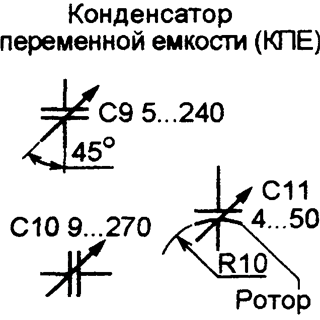 Конденсатор
переменной емкости (КПЕ)
C9 5...240
45°
C10 9...270
C11
4...50
R10
Ротор